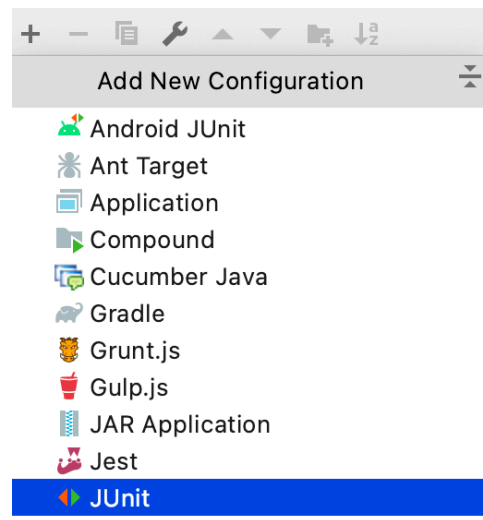 Add New Configuration
Android JUnit
Ant Target
Application
Compound
Cucumber Java
Gradle
Grunt.js
Gulp.js
JAR Application
Jest
JUnit